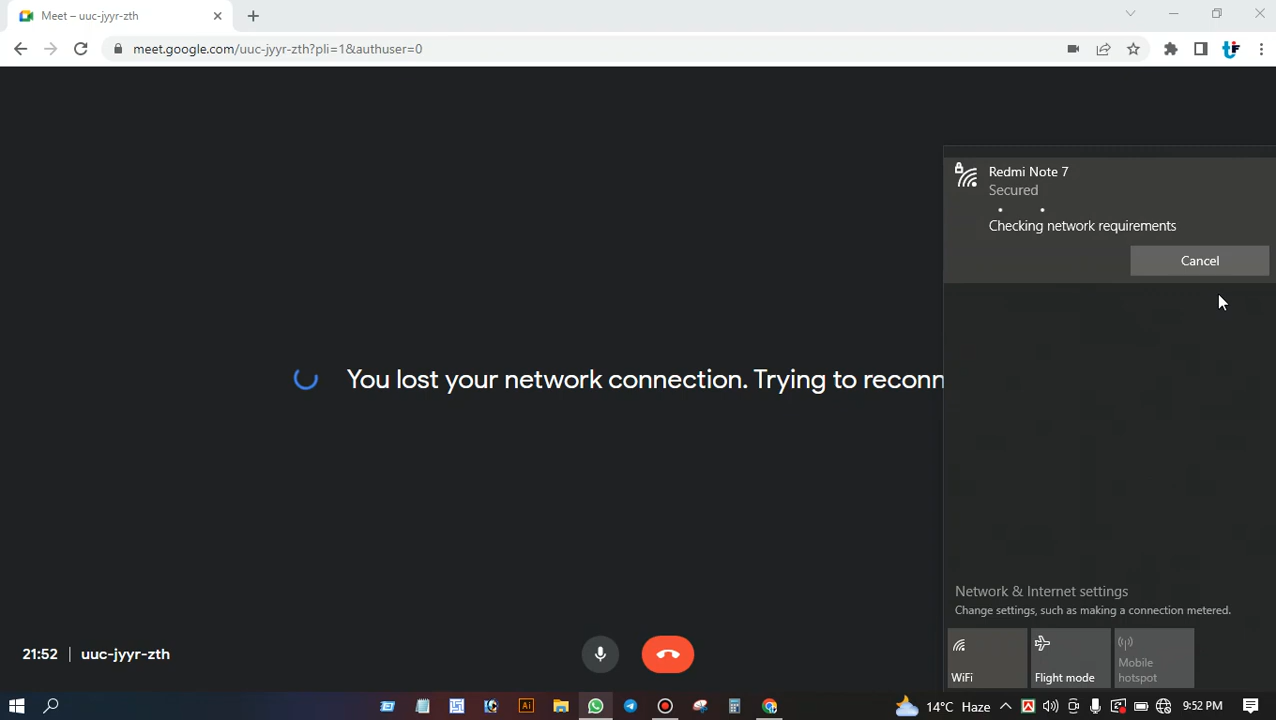 Meet – uuc-jyyr-zth
meet.google.com/uuc-jyyr-zth?pli=1&authuser=0
Redmi Note 7
Secured
Checking network requirements
Cancel
You lost your network connection. Trying to reconn
Network & Internet settings
Change settings, such as making a connection metered.
WiFi
Flight mode
Mobile
hotspot
21:52 | uuc-jyyr-zth
Ai
14°C Haze
9:52 PM